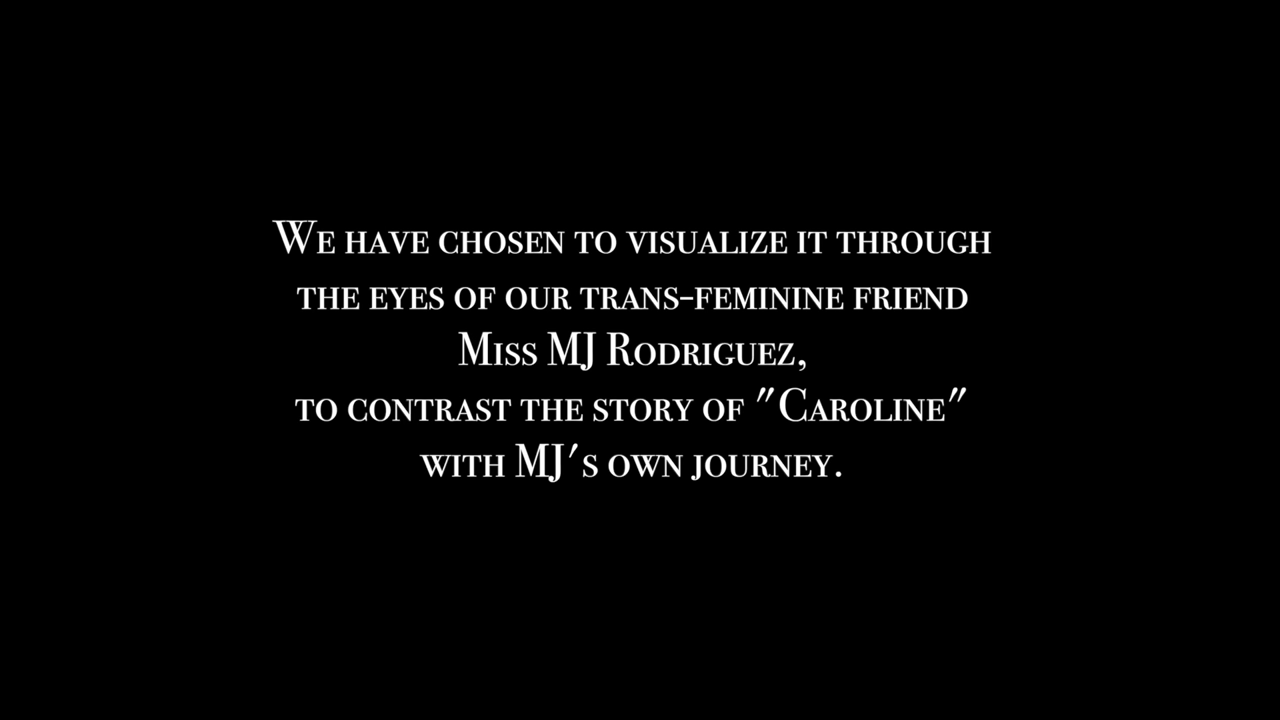 We have chosen to visualize it through
the eyes of our trans-feminine friend
Miss MJ Rodriguez,
to contrast the story of "Caroline"
with MJ's own journey.